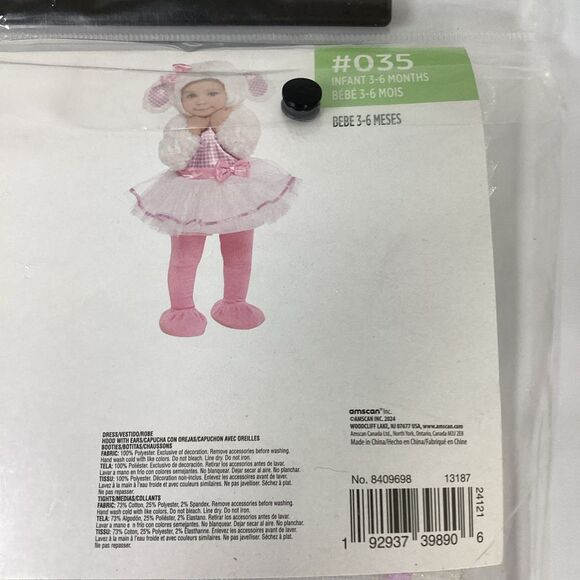 #035
INFANT 3-6 MONTHS
BÉBÉ 3-6 MOIS
BEBE 3-6 MESES
amscan® Inc.
©AMSCAN INC. 2024
WOODCLIFF LAKE, NJ 07677 USA, www.amscan.com
Amscan Canada Ltd., North York, Ontario, Canada M3J 2E8
Made in China/Hecho en China/Fabriqué en Chine
DRESS/VESTIDO/ROBE
HOOD WITH EARS/CAPUCHA CON OREJAS/CAPUCHON AVEC OREILLES
BOOTIES/BOTITAS/CHAUSSONS
FABRIC: 100% Polyester, Exclusive of decoration. Remove accessories before washing.
Hand wash cold with like colors. Do not bleach. Line dry. Do not iron.
TELA: 100% Poliéster. Exclusivo de decoración. Retirar los accesorios antes de lavar.
Lavar a mano en frío con colores semejantes. No blanquear. Dejar secar al aire. No planchar.
TISSU: 100% Polyester. Décoration non-inclus. Enlevez les accessoires avant de laver.
Lavez à la main à l'eau froide et avec couleurs similaires. Ne pas javelliser. Séchez à plat.
Ne pas repasser.
TIGHTS/MEDIAS/COLLANTS
FABRIC: 73% Cotton, 25% Polyester, 2% Spandex. Remove accessories before washing.
Hand wash cold with like colors. Do not bleach. Line dry. Do not iron.
TELA: 73% Algodón, 25% Poliéster, 2% Elastano. Retirar los accesorios antes de lavar.
Lavar a mano en frío con colores semejantes. No blanquear. Dejar secar al aire. No planchar.
TISSU: 73% Coton, 25% Polyester, 2% Élasthanne. Enlevez les accessoires avant de laver.
Lavez à la main à l'eau froide et avec couleurs similaires. Ne pas javelliser. Séchez à plat.
Ne pas repasser.
No. 8409698 13187
24121
1 92937 39890 6